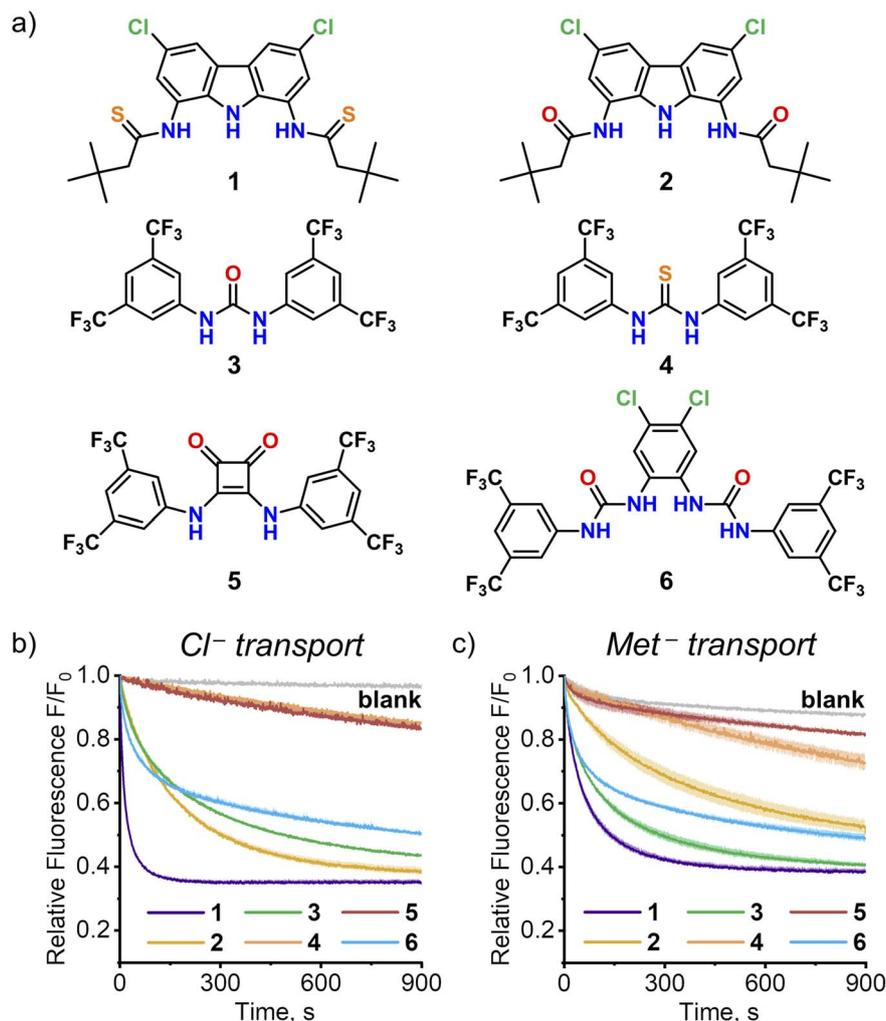 a)
Cl Cl
S NH N H HN S
1
Cl Cl
O NH N H HN O
2
CF3 CF3
O
F3C N H N H CF3
3
CF3 CF3
S
F3C N H N H CF3
4
F3C O O CF3
F3C N H N H CF3
5
Cl Cl
F3C O NH HN O CF3
NH HN
CF3 CF3
6
b) Cl⁻ transport
Relative Fluorescence F/F0
1.0
0.8
0.6
0.4
0.2
blank
1 3 5
2 4 6
0 300 600 900
Time, s
c) Met⁻ transport
Relative Fluorescence F/F0
1.0
0.8
0.6
0.4
0.2
blank
1 3 5
2 4 6
0 300 600 900
Time, s